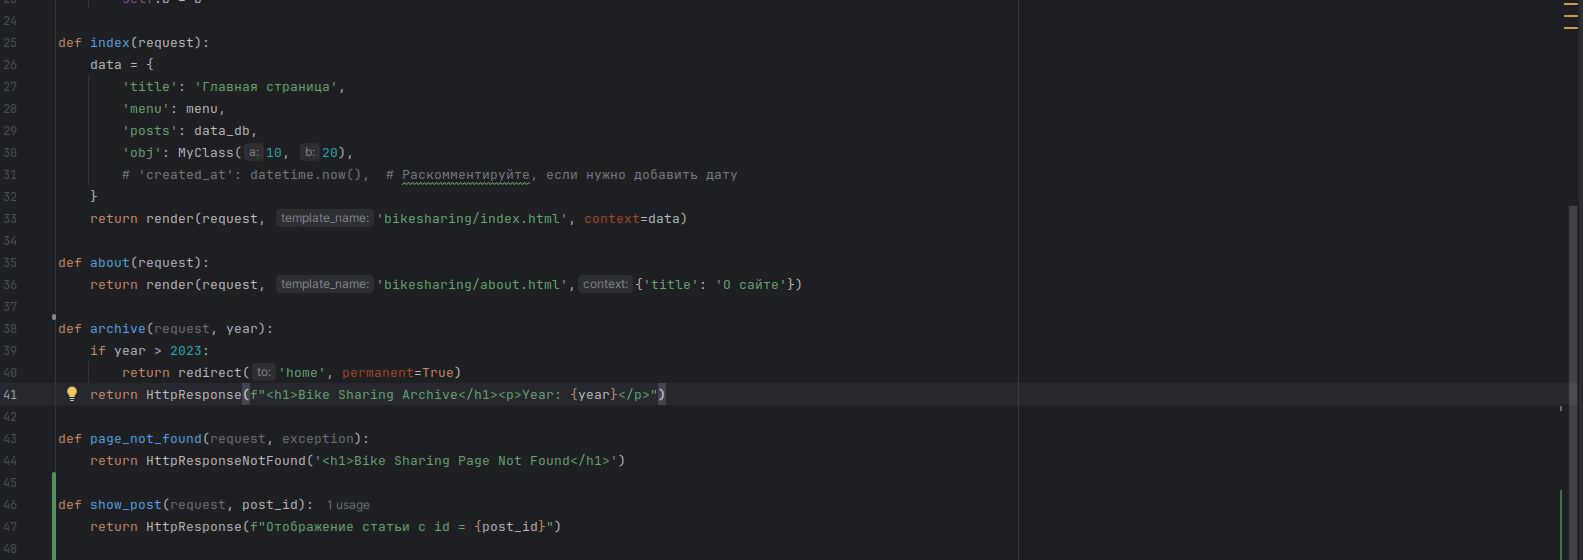 24
25 def index(request):
26 data = {
27 'title': 'Главная страница',
28 'menu': menu,
29 'posts': data_db,
30 'obj': MyClass( a: 10, b: 20),
31 # 'created_at': datetime.now(), # Раскомментируйте, если нужно добавить дату
32 }
33 return render(request, template_name: 'bikesharing/index.html', context=data)
34
35 def about(request):
36 return render(request, template_name: 'bikesharing/about.html', context: {'title': 'О сайте'})
37
38 def archive(request, year):
39 if year > 2023:
40 return redirect( to: 'home', permanent=True)
41 return HttpResponse(f"<h1>Bike Sharing Archive</h1><p>Year: {year}</p>")
42
43 def page_not_found(request, exception):
44 return HttpResponseNotFound('<h1>Bike Sharing Page Not Found</h1>')
45
46 def show_post(request, post_id): 1 usage
47 return HttpResponse(f"Отображение статьи с id = {post_id}")
48